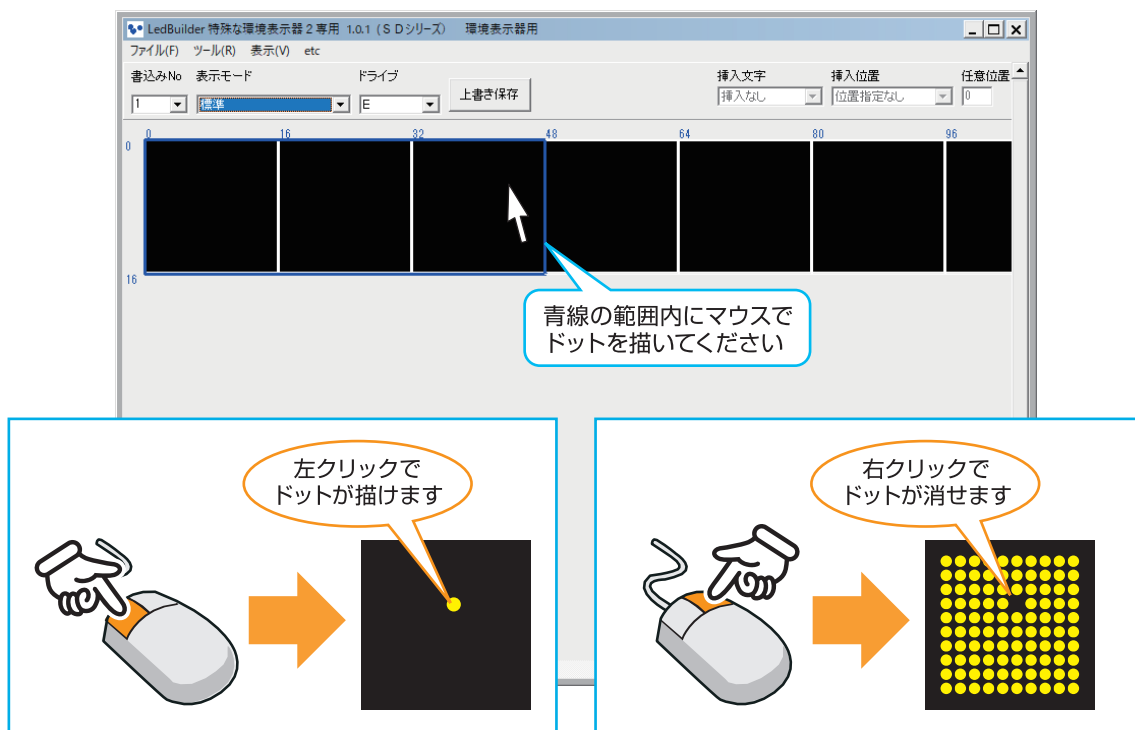 LedBuilder 特殊な環境表示器2専用 1.0.1 (SDシリーズ) 環境表示器用
ファイル(F) ツール(R) 表示(V) etc
書込みNo 表示モード ドライブ 挿入文字 挿入位置 任意位置
1 標準 E 上書き保存 挿入なし 位置指定なし 0
0 16 32 48 64 80 96
0
16
青線の範囲内にマウスで
ドットを描いてください
左クリックで
ドットが描けます
右クリックで
ドットが消せます